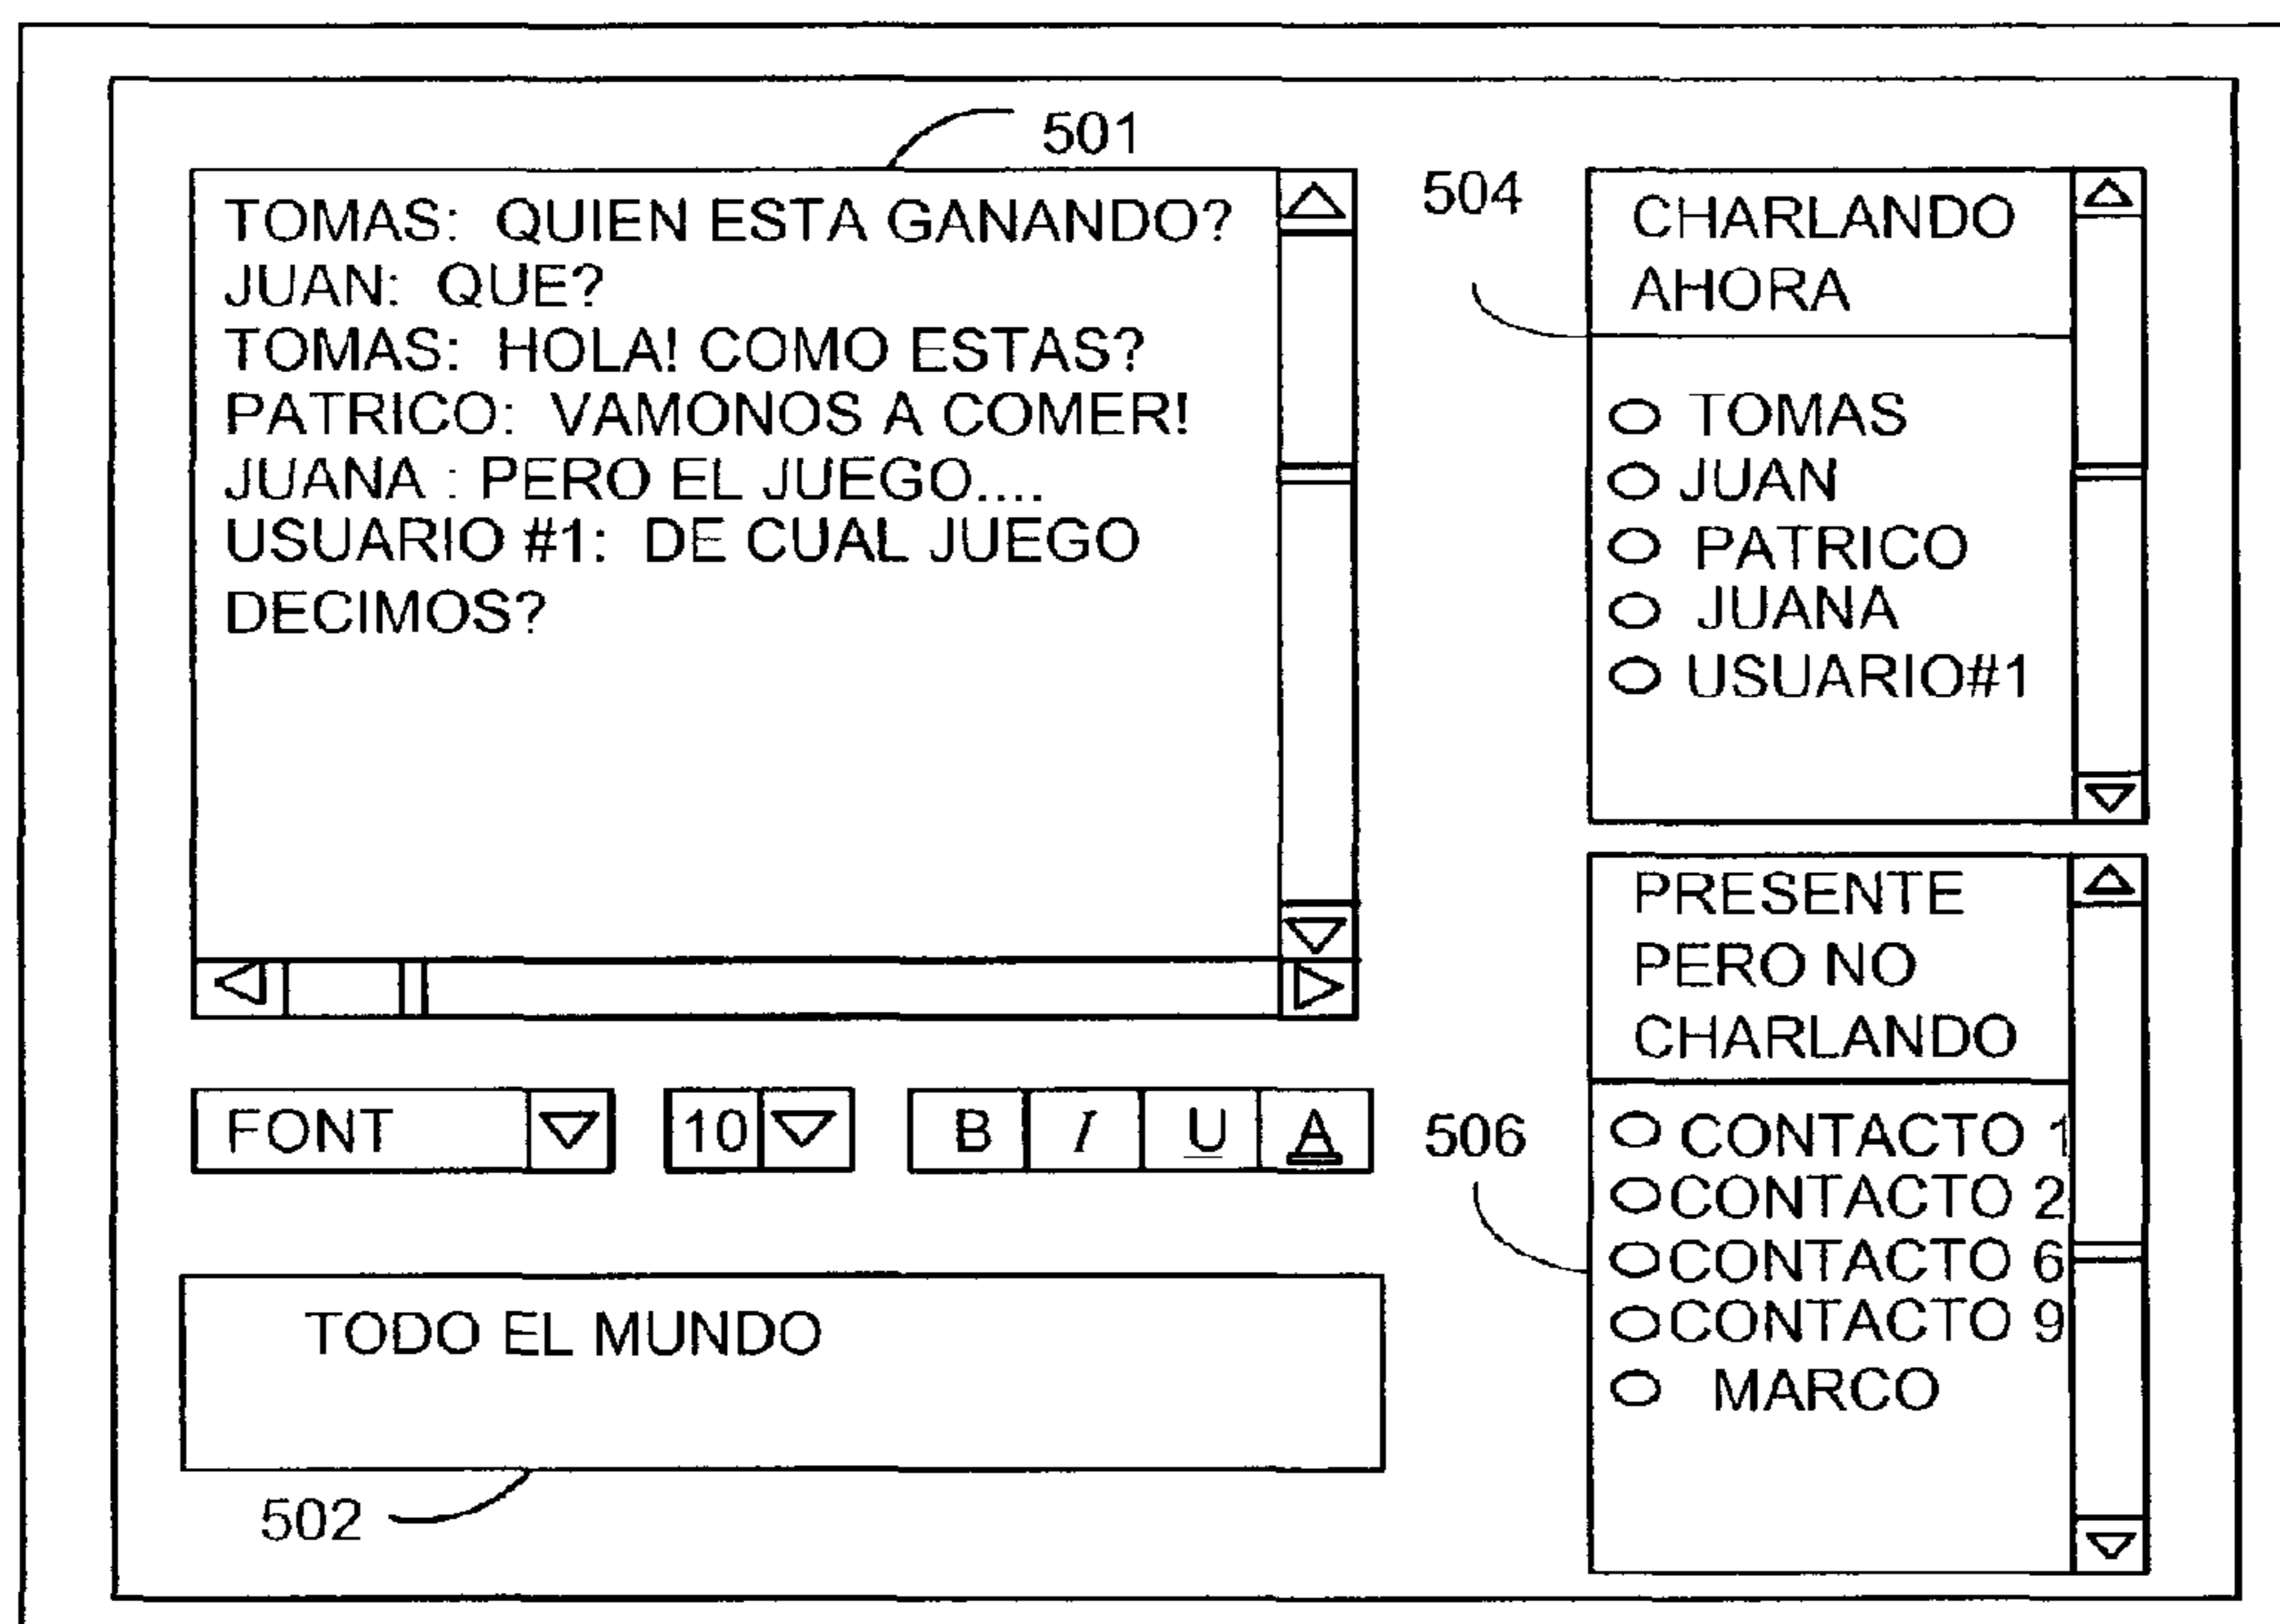 501
TOMAS: QUIEN ESTA GANANDO?
JUAN: QUE?
TOMAS: HOLA! COMO ESTAS?
PATRICO: VAMONOS A COMER!
JUANA : PERO EL JUEGO....
USUARIO #1: DE CUAL JUEGO
DECIMOS?
FONT
10
B I U A
TODO EL MUNDO
502
504
CHARLANDO
AHORA
TOMAS
JUAN
PATRICO
JUANA
USUARIO#1
PRESENTE
PERO NO
CHARLANDO
506
CONTACTO 1
CONTACTO 2
CONTACTO 6
CONTACTO 9
MARCO